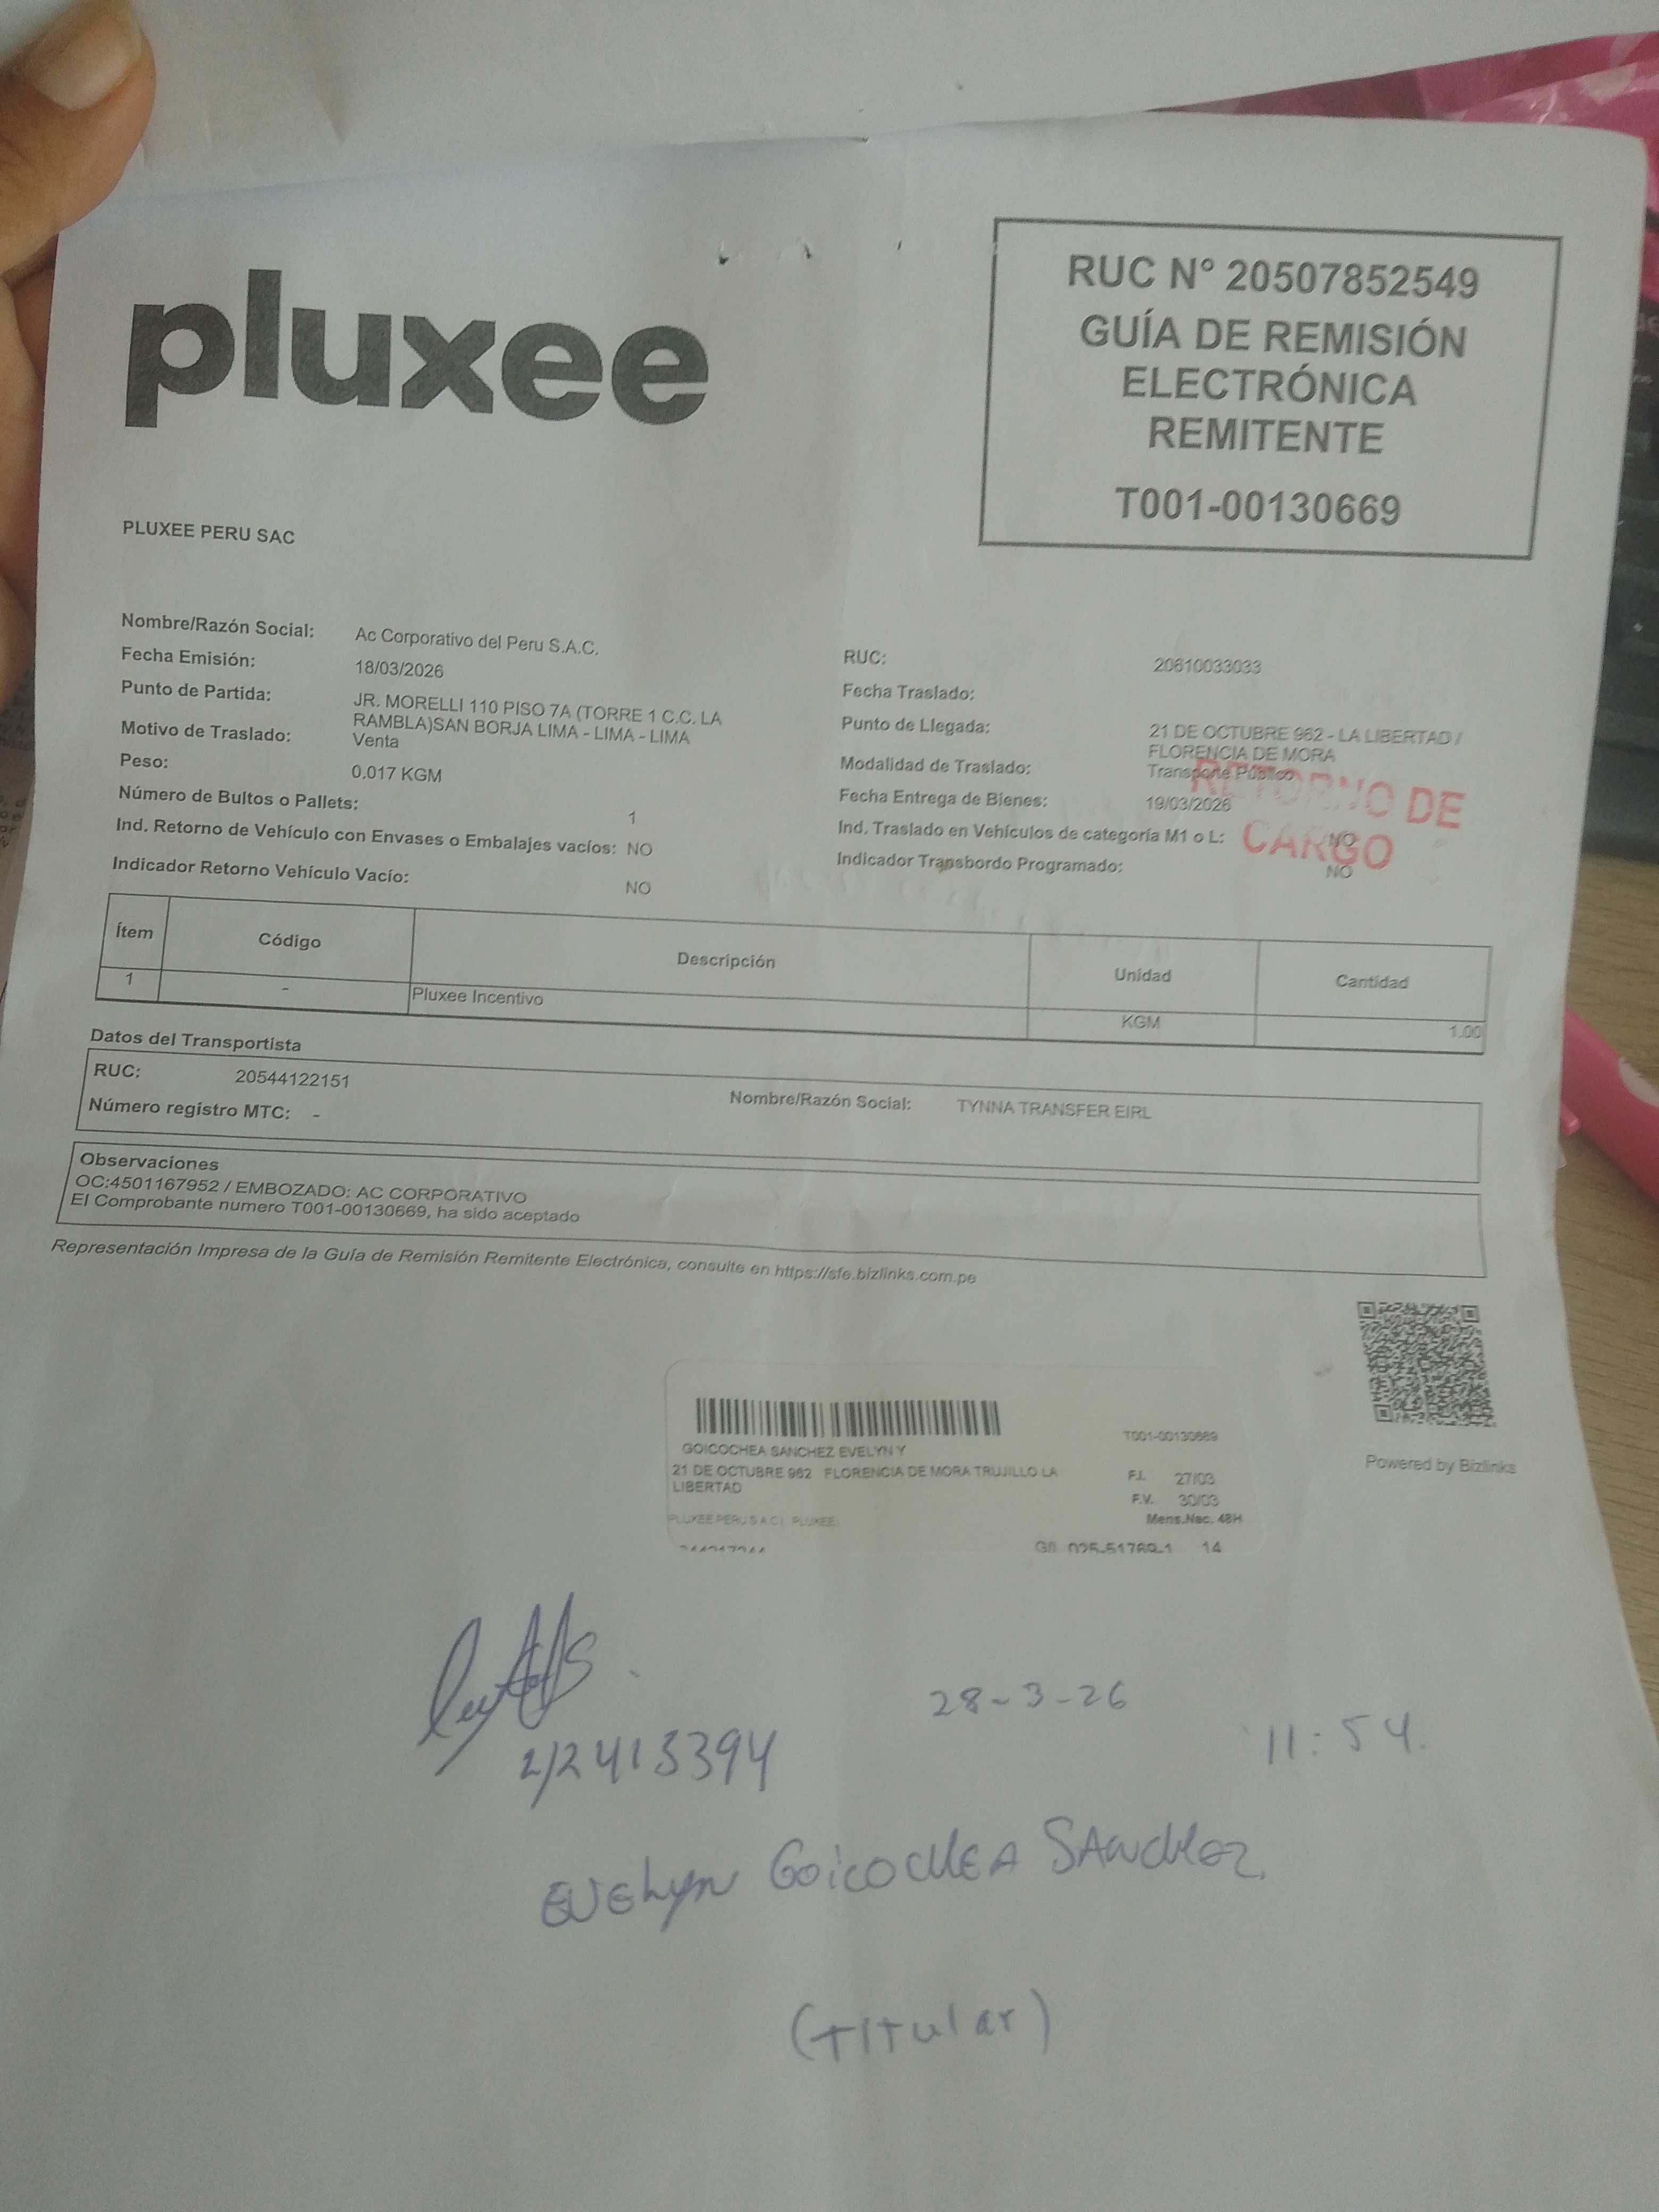 pluxee
RUC N° 20507852549
GUÍA DE REMISIÓN
ELECTRÓNICA
REMITENTE
T001-00130669
PLUXEE PERU SAC
Nombre/Razón Social: Ac Corporativo del Peru S.A.C.
Fecha Emisión: 18/03/2026
Punto de Partida: JR. MORELLI 110 PISO 7A (TORRE 1 C.C. LA
RAMBLA)SAN BORJA LIMA - LIMA - LIMA
Motivo de Traslado: Venta
Peso: 0.017 KGM
Número de Bultos o Pallets: 1
Ind. Retorno de Vehículo con Envases o Embalajes vacíos: NO
Indicador Retorno Vehículo Vacío: NO
RUC: 20610033033
Fecha Traslado:
Punto de Llegada: 21 DE OCTUBRE 962 - LA LIBERTAD /
FLORENCIA DE MORA
Modalidad de Traslado: Transporte Público
Fecha Entrega de Bienes: 19/03/2026
Ind. Traslado en Vehículos de categoría M1 o L: NO
Indicador Transbordo Programado: NO
RETORNO DE
CARGO
Ítem Código Descripción Unidad Cantidad
1 - Pluxee Incentivo KGM 1.00
Datos del Transportista
RUC: 20544122151 Nombre/Razón Social: TYNNA TRANSFER EIRL
Número registro MTC: -
Observaciones
OC:4501167952 / EMBOZADO: AC CORPORATIVO
El Comprobante numero T001-00130669, ha sido aceptado
Representación Impresa de la Guía de Remisión Remitente Electrónica, consulte en https://sfe.bizlinks.com.pe
Powered by Bizlinks
T001-00130669
GOICOCHEA SANCHEZ EVELYN Y
21 DE OCTUBRE 962 FLORENCIA DE MORA TRUJILLO LA
LIBERTAD
F.I. 27/03
F.V. 30/03
PLUXEE PERU S A C | PLUXEE
Mens.Nac. 48H
025-51769-1 14
28-3-26
11:54.
EVElyn GoicocHEA SANchez.
(TITular)